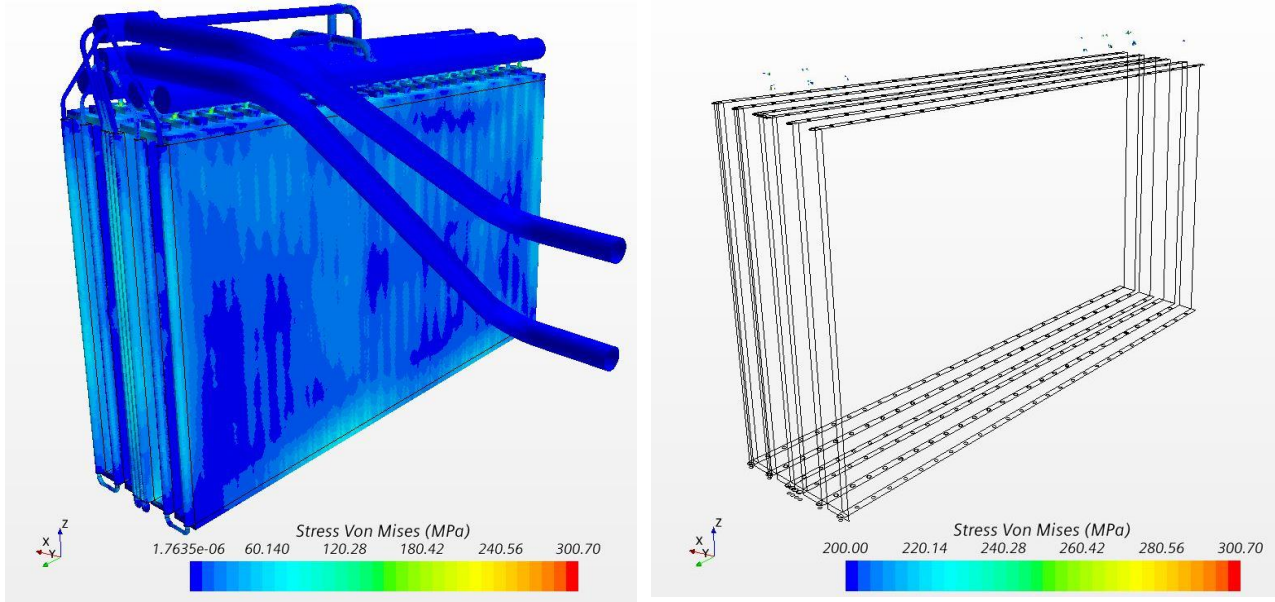 Z
X
Y
Stress Von Mises (MPa)
1.7635e-06 60.140 120.28 180.42 240.56 300.70
Z
X
Y
Stress Von Mises (MPa)
200.00 220.14 240.28 260.42 280.56 300.70